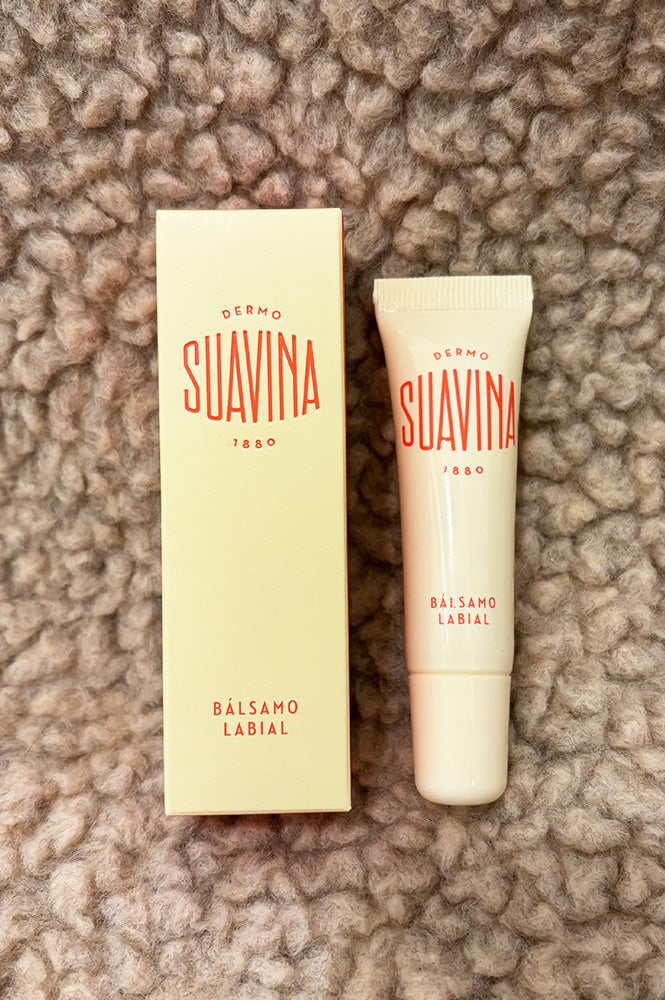 DERMO
SUAVINA
1880
BÁLSAMO
LABIAL
DERMO
SUAVINA
1880
BÁLSAMO
LABIAL